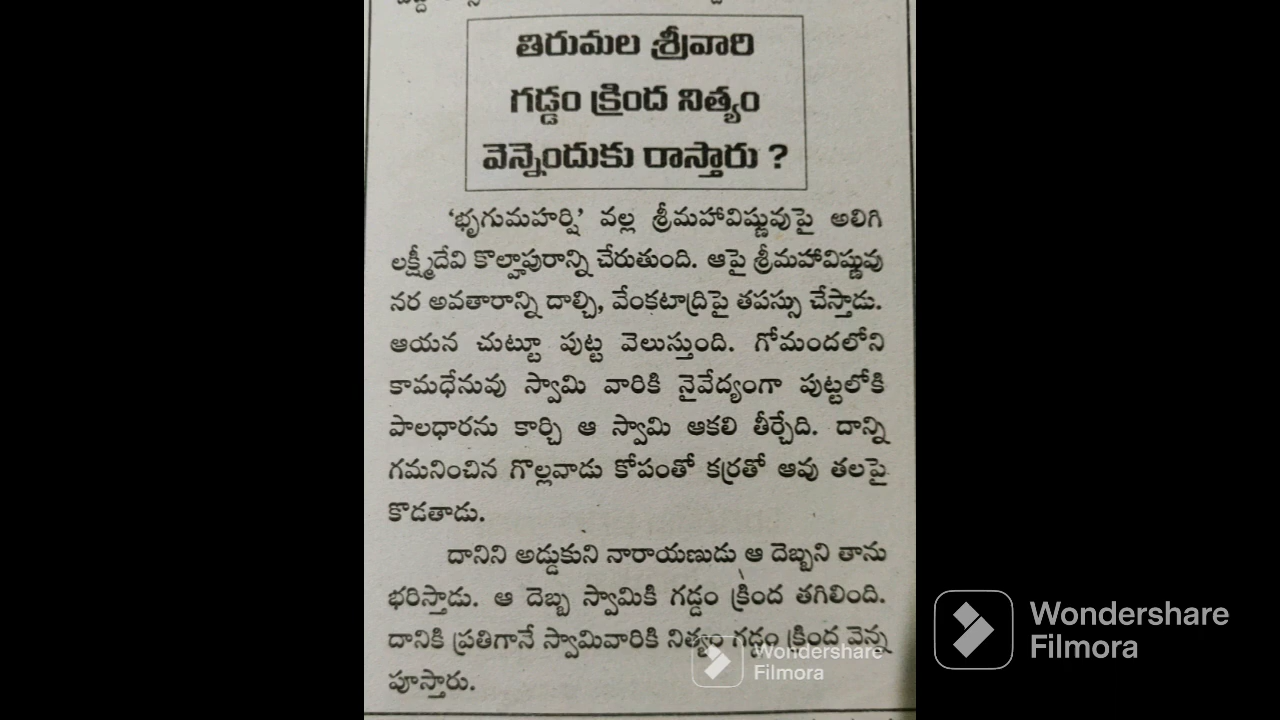 తిరుమల శ్రీవారి
గడ్డం క్రింద నిత్యం
వెన్నెందుకు రాస్తారు ?
'భృగుమహర్షి' వల్ల శ్రీమహావిష్ణువుపై అలిగి
లక్ష్మీదేవి కొల్హాపురాన్ని చేరుతుంది. ఆపై శ్రీమహావిష్ణువు
నర అవతారాన్ని దాల్చి, వేంకటాద్రిపై తపస్సు చేస్తాడు.
ఆయన చుట్టూ పుట్ట వెలుస్తుంది. గోమందలోని
కామధేనువు స్వామి వారికి నైవేద్యంగా పుట్టలోకి
పాలధారను కార్చి ఆ స్వామి ఆకలి తీర్చేది. దాన్ని
గమనించిన గొల్లవాడు కోపంతో కర్రతో ఆవు తలపై
కొడతాడు.
దానిని అడ్డుకుని నారాయణుడు ఆ దెబ్బని తాను
భరిస్తాడు. ఆ దెబ్బ స్వామికి గడ్డం క్రింద తగిలింది.
దానికి ప్రతిగానే స్వామివారికి నిత్యం గడ్డం క్రింద వెన్న
పూస్తారు.
Wondershare
Filmora
Wondershare
Filmora